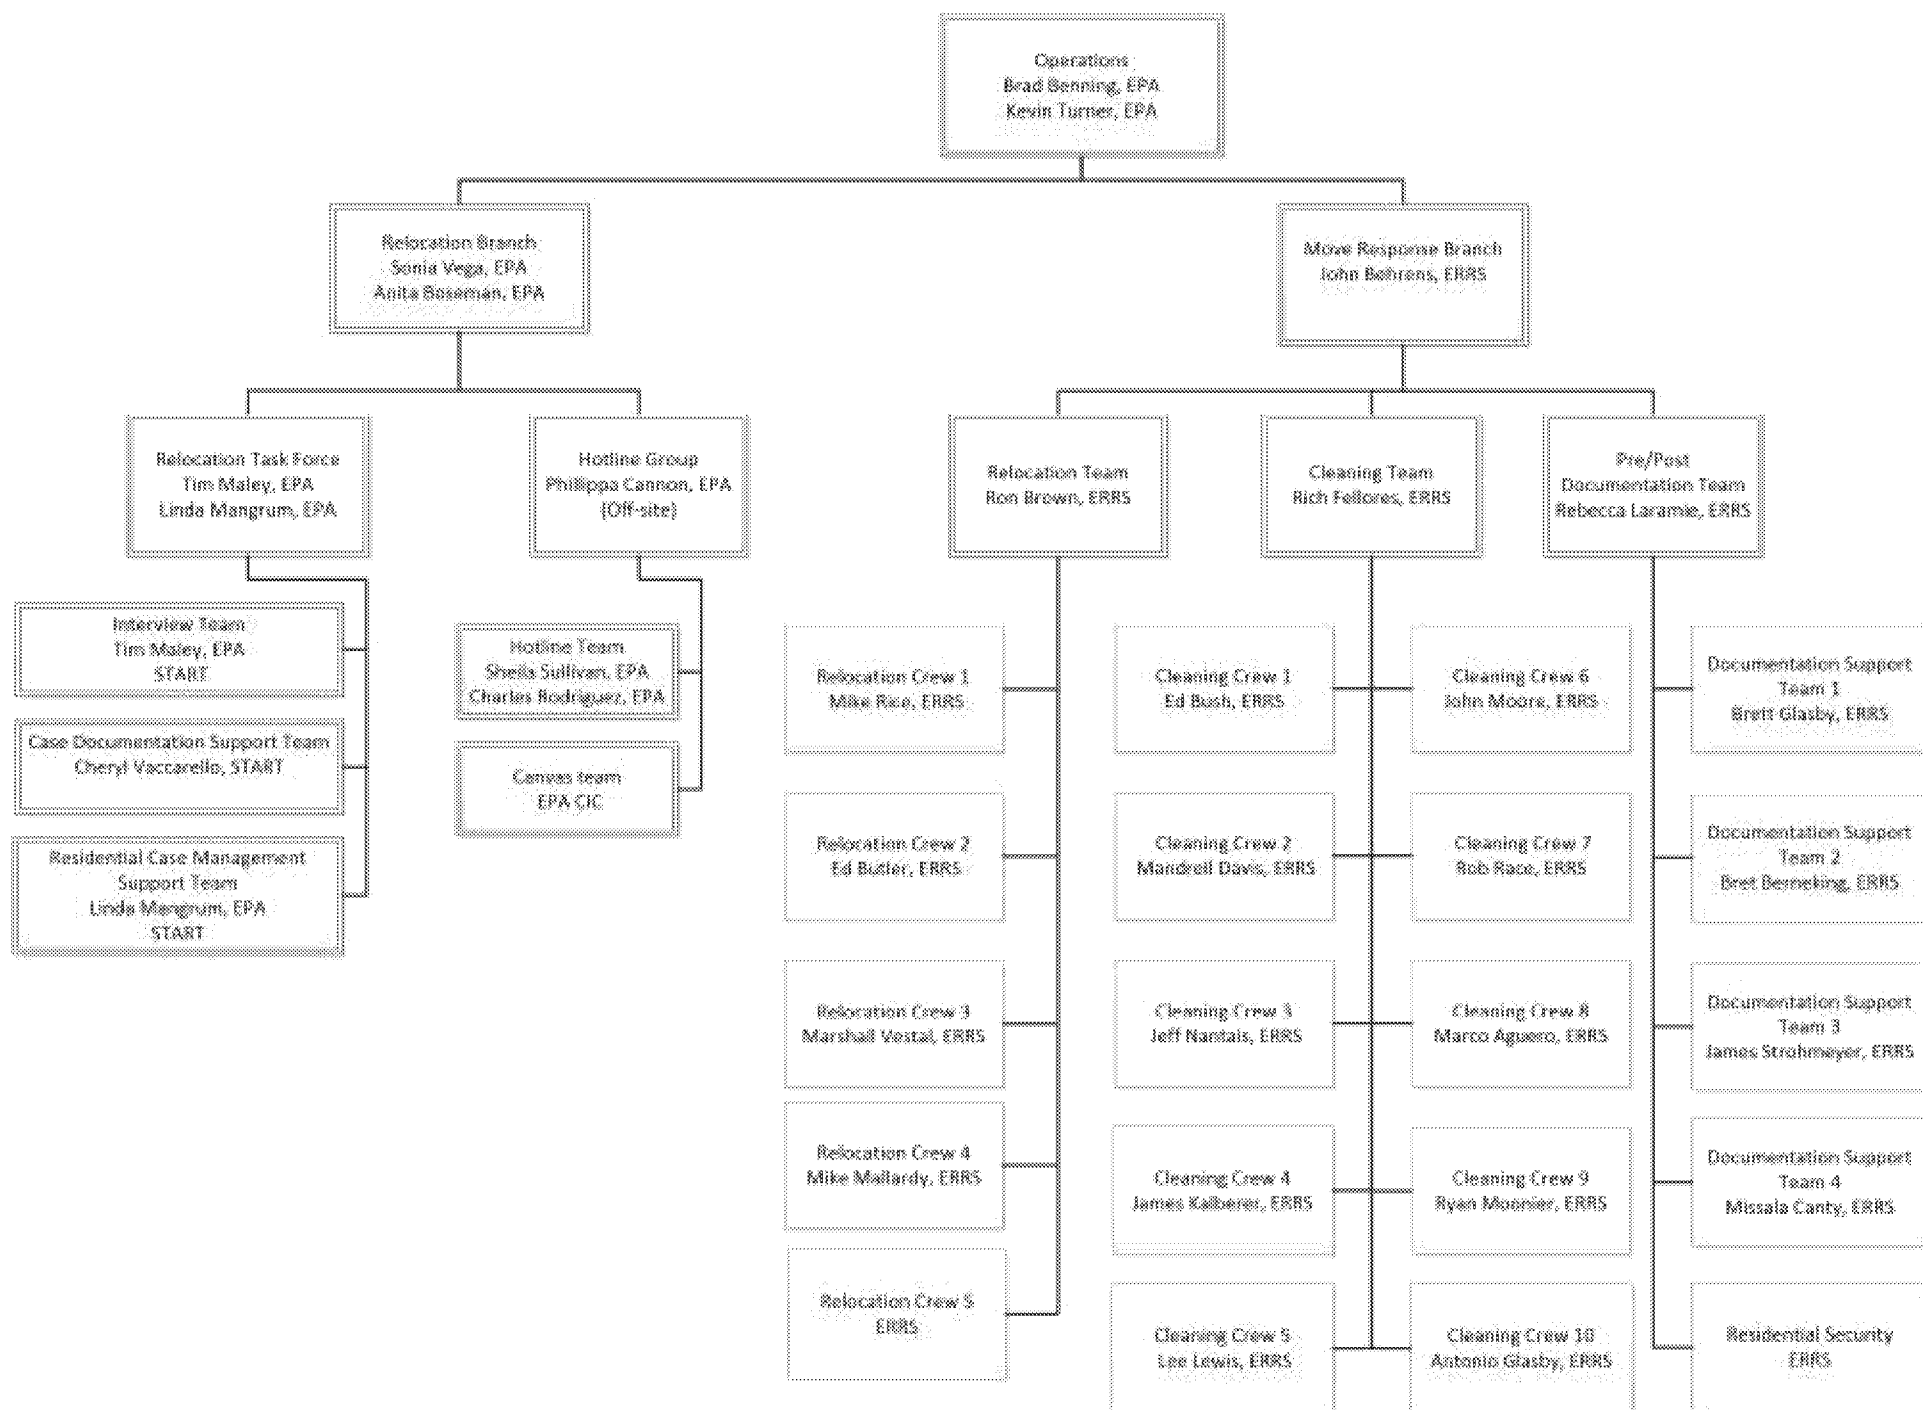 Operations
Brad Benning, EPA
Kevin Turner, EPA
Relocation Branch
Sonia Vega, EPA
Anita Boseman, EPA
Move Response Branch
John Behrens, ERRS
Relocation Task Force
Tim Maley, EPA
Linda Mangrum, EPA
Hotline Group
Phillippa Cannon, EPA
(Off-site)
Relocation Team
Ron Brown, ERRS
Cleaning Team
Rich Fellores, ERRS
Pre/Post
Documentation Team
Rebecca Laramie, ERRS
Interview Team
Tim Maley, EPA
START
Case Documentation Support Team
Cheryl Vaccarello, START
Residential Case Management
Support Team
Linda Mangrum, EPA
START
Hotline Team
Sheila Sullivan, EPA
Charles Rodriguez, EPA
Canvas team
EPA CIC
Relocation Crew 1
Mike Rice, ERRS
Relocation Crew 2
Ed Butler, ERRS
Relocation Crew 3
Marshall Vestal, ERRS
Relocation Crew 4
Mike Mallardy, ERRS
Relocation Crew 5
ERRS
Cleaning Crew 1
Ed Bush, ERRS
Cleaning Crew 2
Mandrell Davis, ERRS
Cleaning Crew 3
Jeff Nantais, ERRS
Cleaning Crew 4
James Kalberer, ERRS
Cleaning Crew 5
Lee Lewis, ERRS
Cleaning Crew 6
John Moore, ERRS
Cleaning Crew 7
Rob Race, ERRS
Cleaning Crew 8
Marco Aguero, ERRS
Cleaning Crew 9
Ryan Moonier, ERRS
Cleaning Crew 10
Antonio Glasby, ERRS
Documentation Support
Team 1
Brett Glasby, ERRS
Documentation Support
Team 2
Bret Berneking, ERRS
Documentation Support
Team 3
James Strohmeyer, ERRS
Documentation Support
Team 4
Missala Canty, ERRS
Residential Security
ERRS